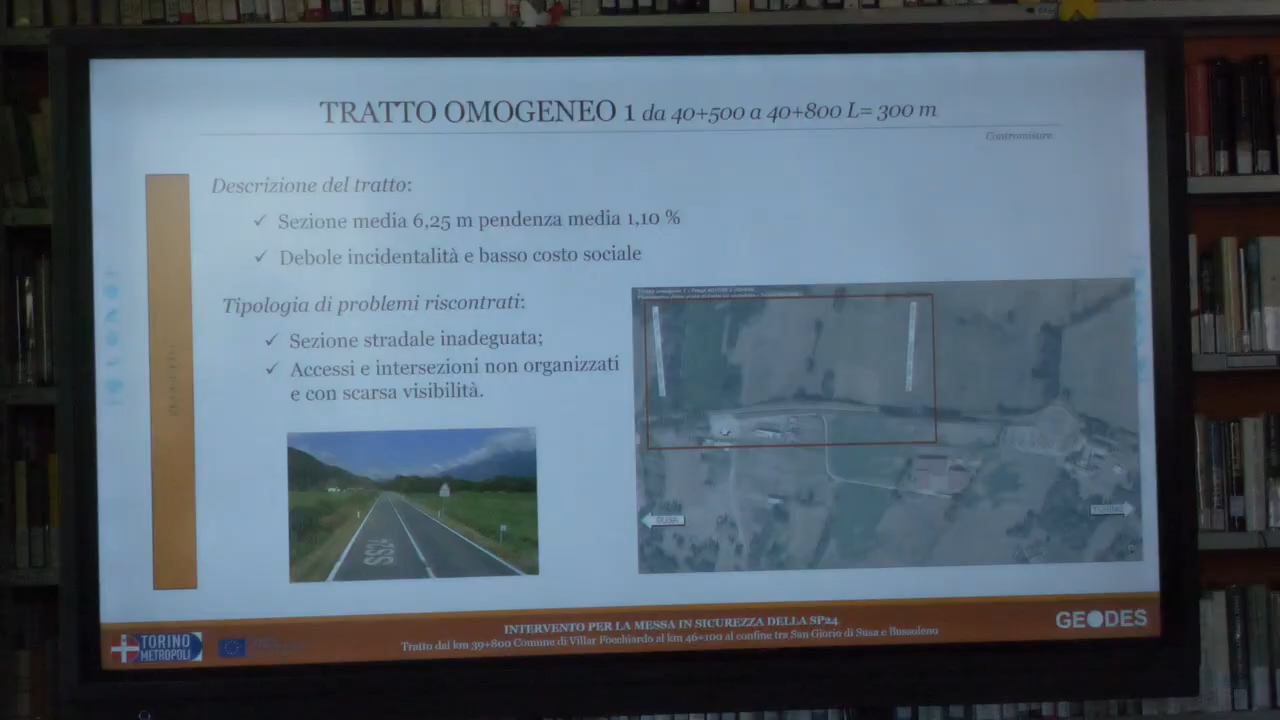 TRATTO OMOGENEO 1 da 40+500 a 40+800 L= 300 m
Contromisure.
Descrizione del tratto:
✓ Sezione media 6,25 m pendenza media 1,10 %
✓ Debole incidentalità e basso costo sociale
Tipologia di problemi riscontrati:
✓ Sezione stradale inadeguata;
✓ Accessi e intersezioni non organizzati
e con scarsa visibilità.
SUSA
TORINO
SS24
INTERVENTO PER LA MESSA IN SICUREZZA DELLA SP24
Tratto dal km 39+800 Comune di Villar Focchiardo al km 46+100 al confine tra San Giorio di Susa e Bussoleno
TORINO
METROPOLI
GEODES